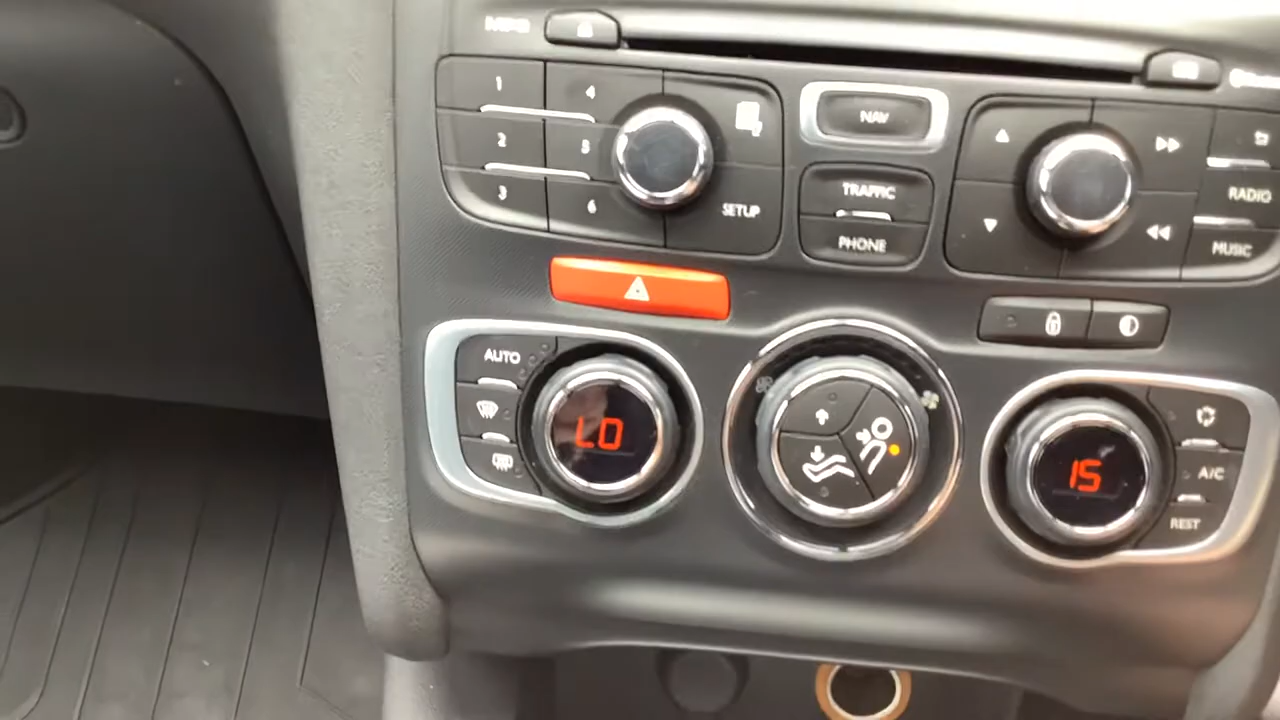 1
4
2
5
3
6
SETUP
NAV
TRAFFIC
PHONE
RADIO
MUSIC
AUTO
LO
15
A/C
REST